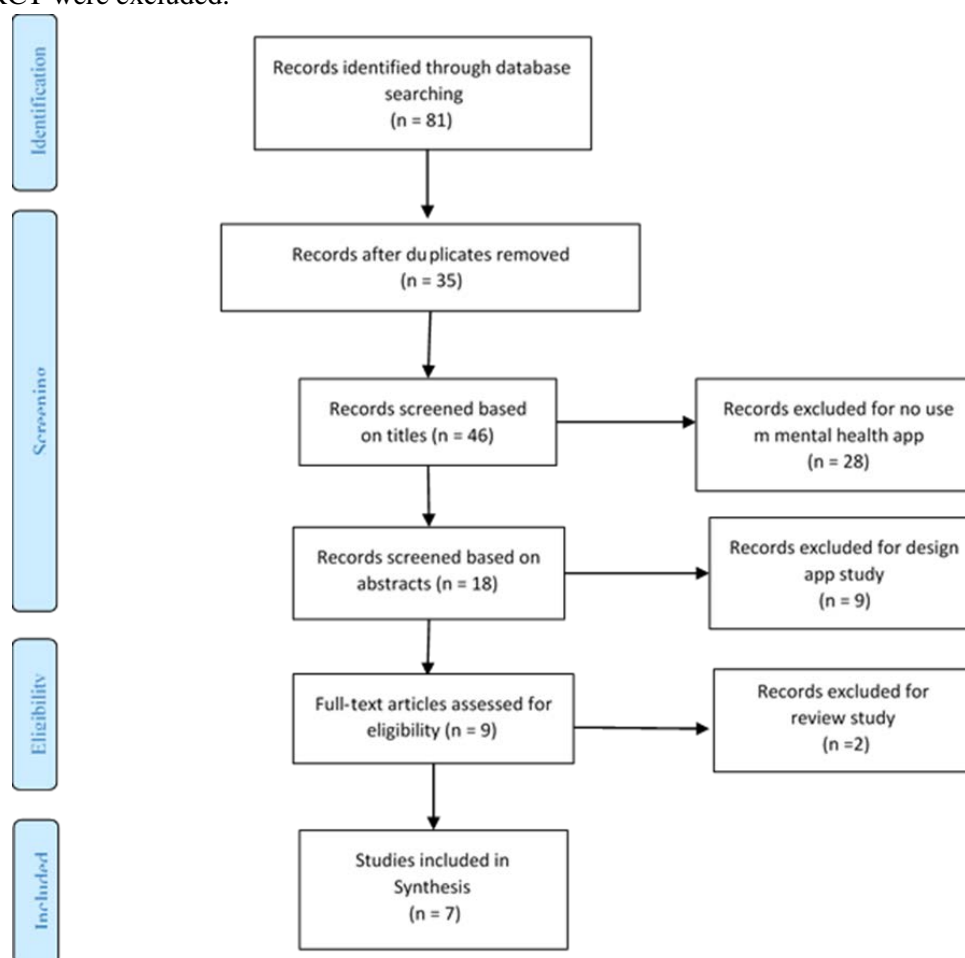 RCT were excluded.
Identification
Records identified through database
searching
(n = 81)
Records after duplicates removed
(n = 35)
Screening
Records screened based
on titles (n = 46)
Records excluded for no use
m mental health app
(n = 28)
Records screened based on
abstracts (n = 18)
Records excluded for design
app study
(n = 9)
Eligibility
Full-text articles assessed for
eligibility (n = 9)
Records excluded for
review study
(n =2)
Included
Studies included in
Synthesis
(n = 7)